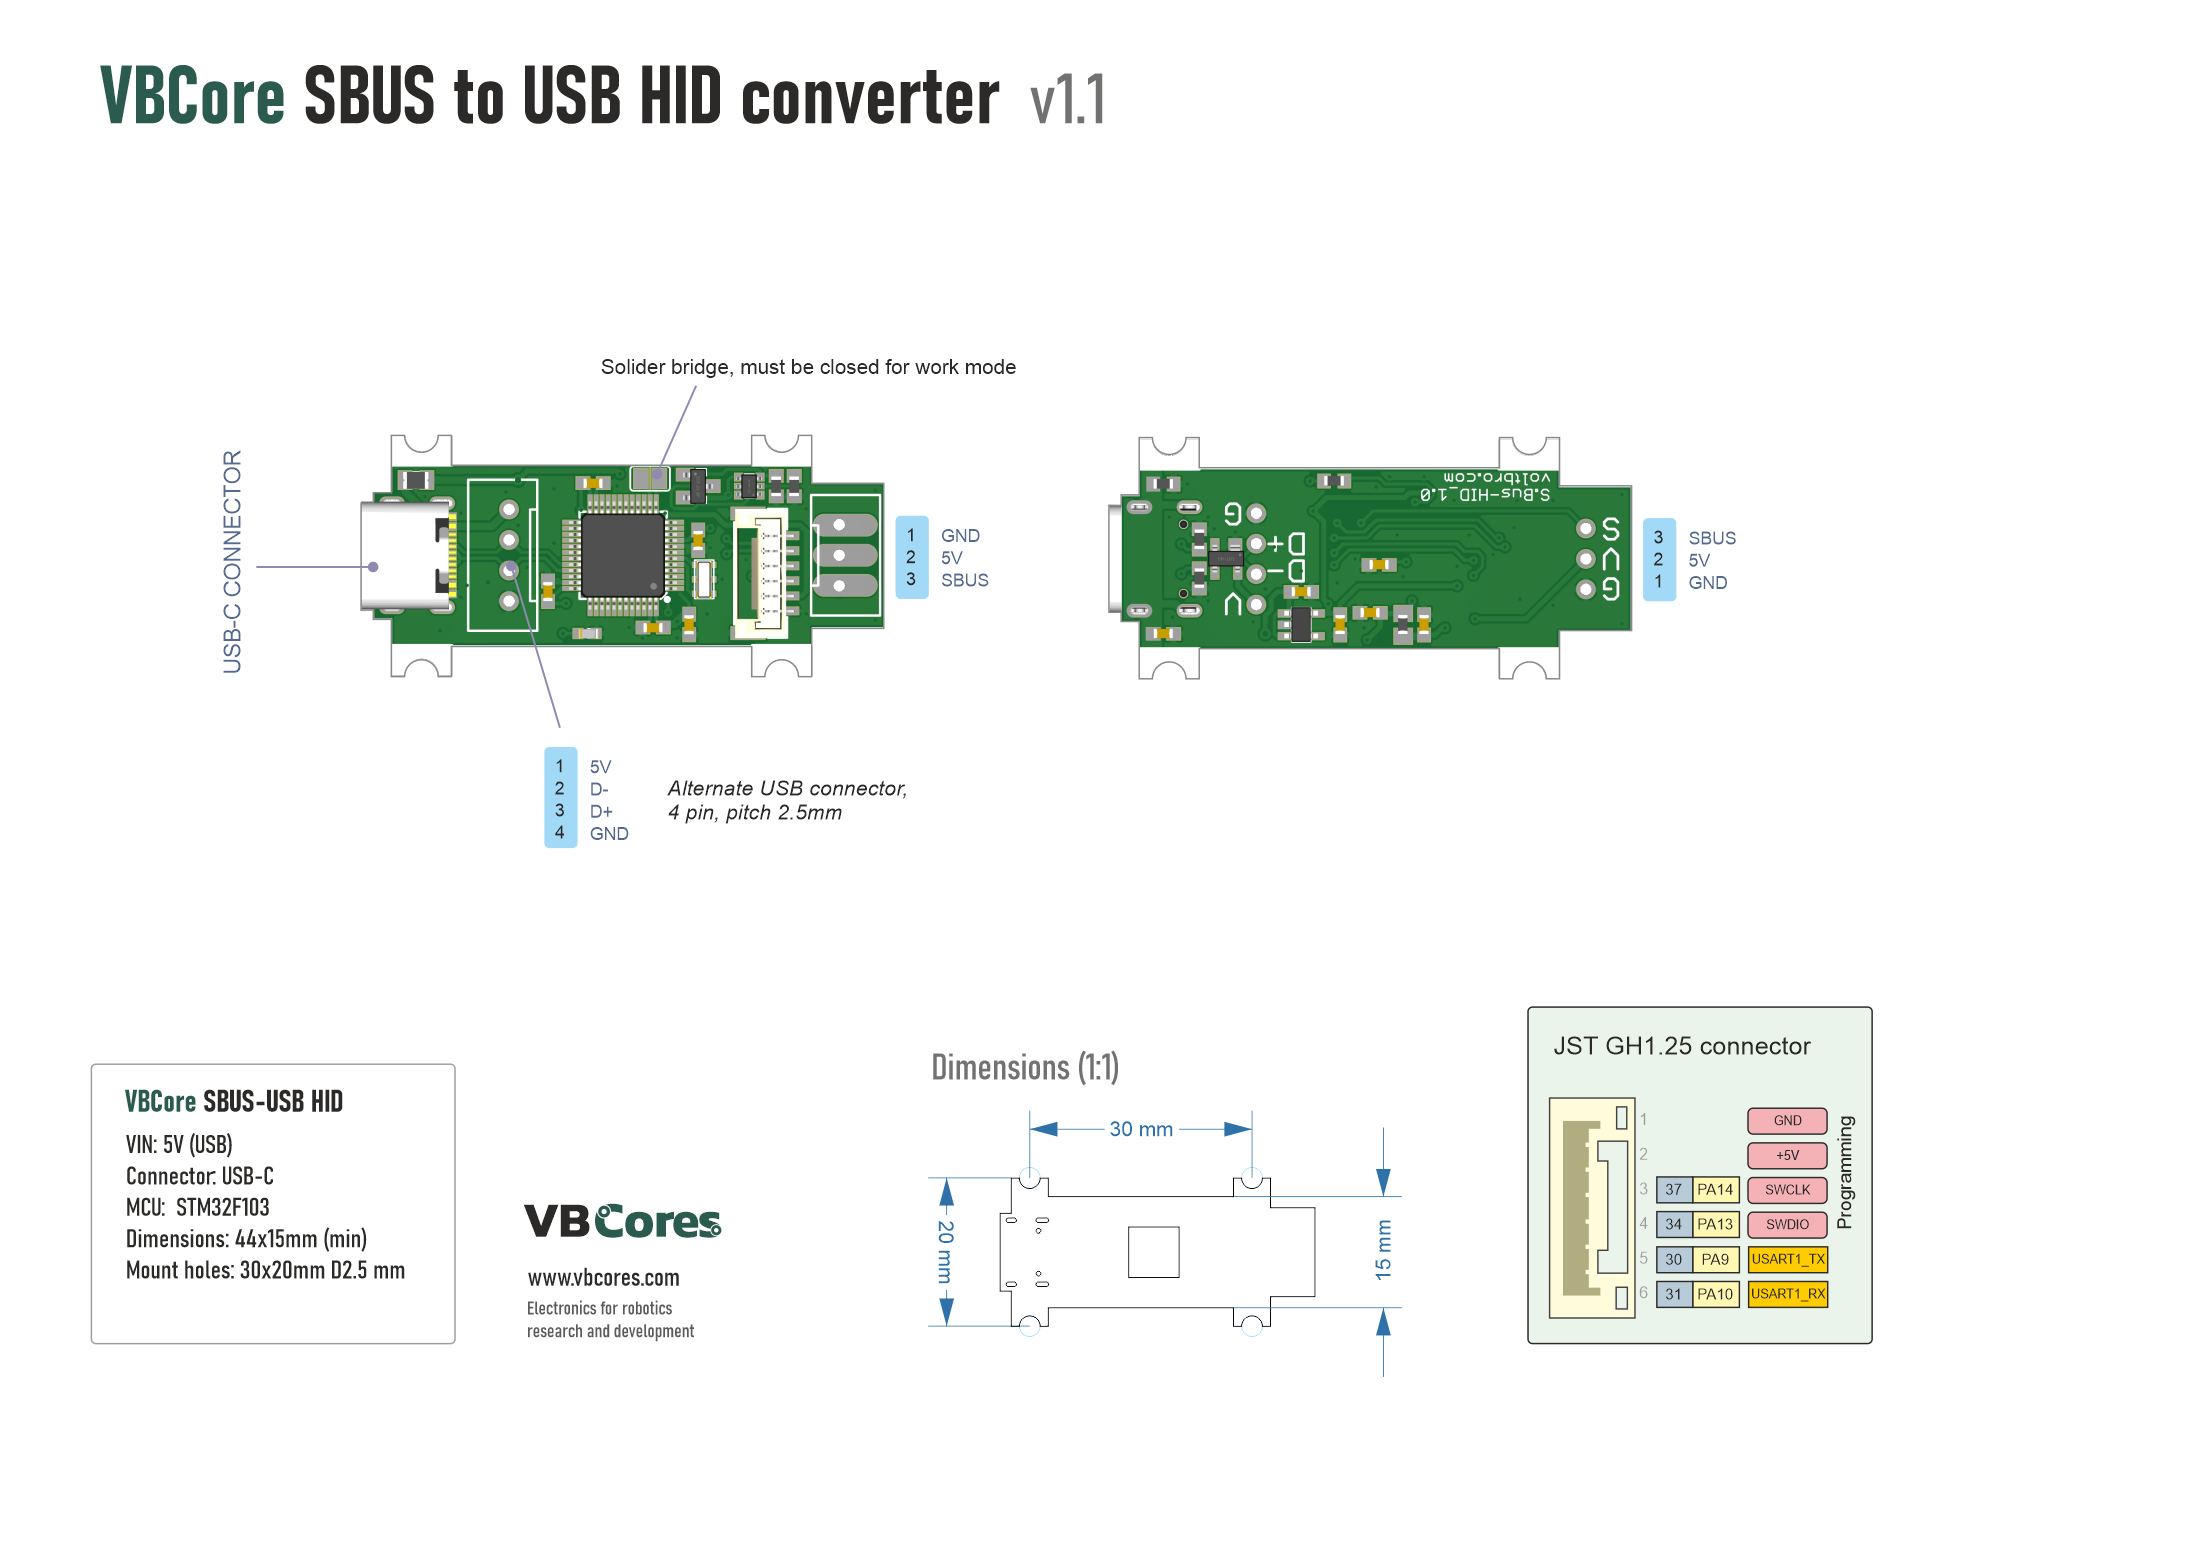 VBCore SBUS to USB HID converter v1.1
Solider bridge, must be closed for work mode
USB-C CONNECTOR
1 GND
2 5V
3 SBUS
voltbro.com
S.Bus-HID_1.0
G
D+
D-
V
S
V
G
3 SBUS
2 5V
1 GND
1 5V
2 D-
3 D+
4 GND
Alternate USB connector,
4 pin, pitch 2.5mm
VBCore SBUS-USB HID
VIN: 5V (USB)
Connector: USB-C
MCU: STM32F103
Dimensions: 44x15mm (min)
Mount holes: 30x20mm D2.5 mm
VBCores
www.vbcores.com
Electronics for robotics
research and development
Dimensions (1:1)
30 mm
20 mm
15 mm
JST GH1.25 connector
1 GND
2 +5V
3 37 PA14 SWCLK
4 34 PA13 SWDIO
5 30 PA9 USART1_TX
6 31 PA10 USART1_RX
Programming